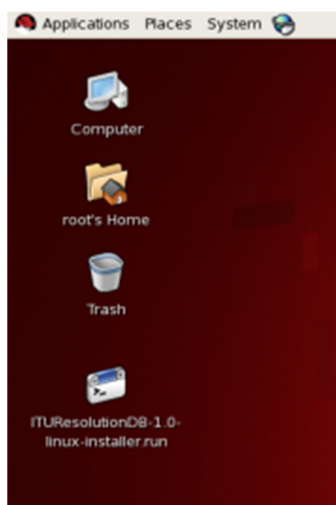 Applications Places System
Computer
root's Home
Trash
ITUResolutionDB-1.0-
linux-installer.run